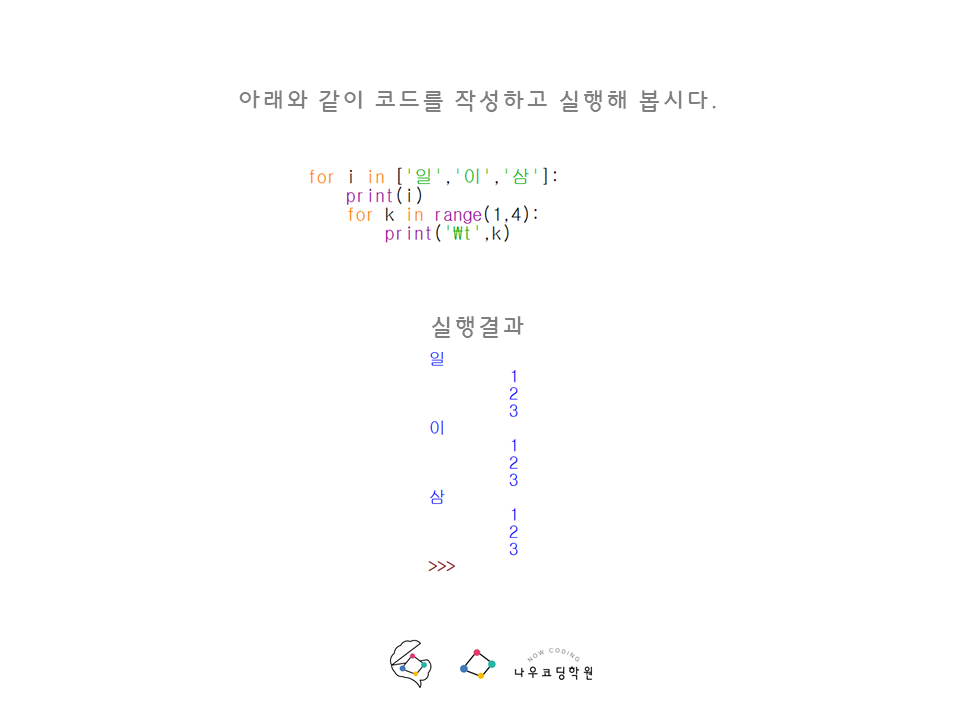 아래와 같이 코드를 작성하고 실행해 봅시다.
for i in ['일','이','삼']:
    print(i)
    for k in range(1,4):
        print('₩t',k)
실행결과
일
1
2
3
이
1
2
3
삼
1
2
3
>>>
NOW CODING
나우코딩학원